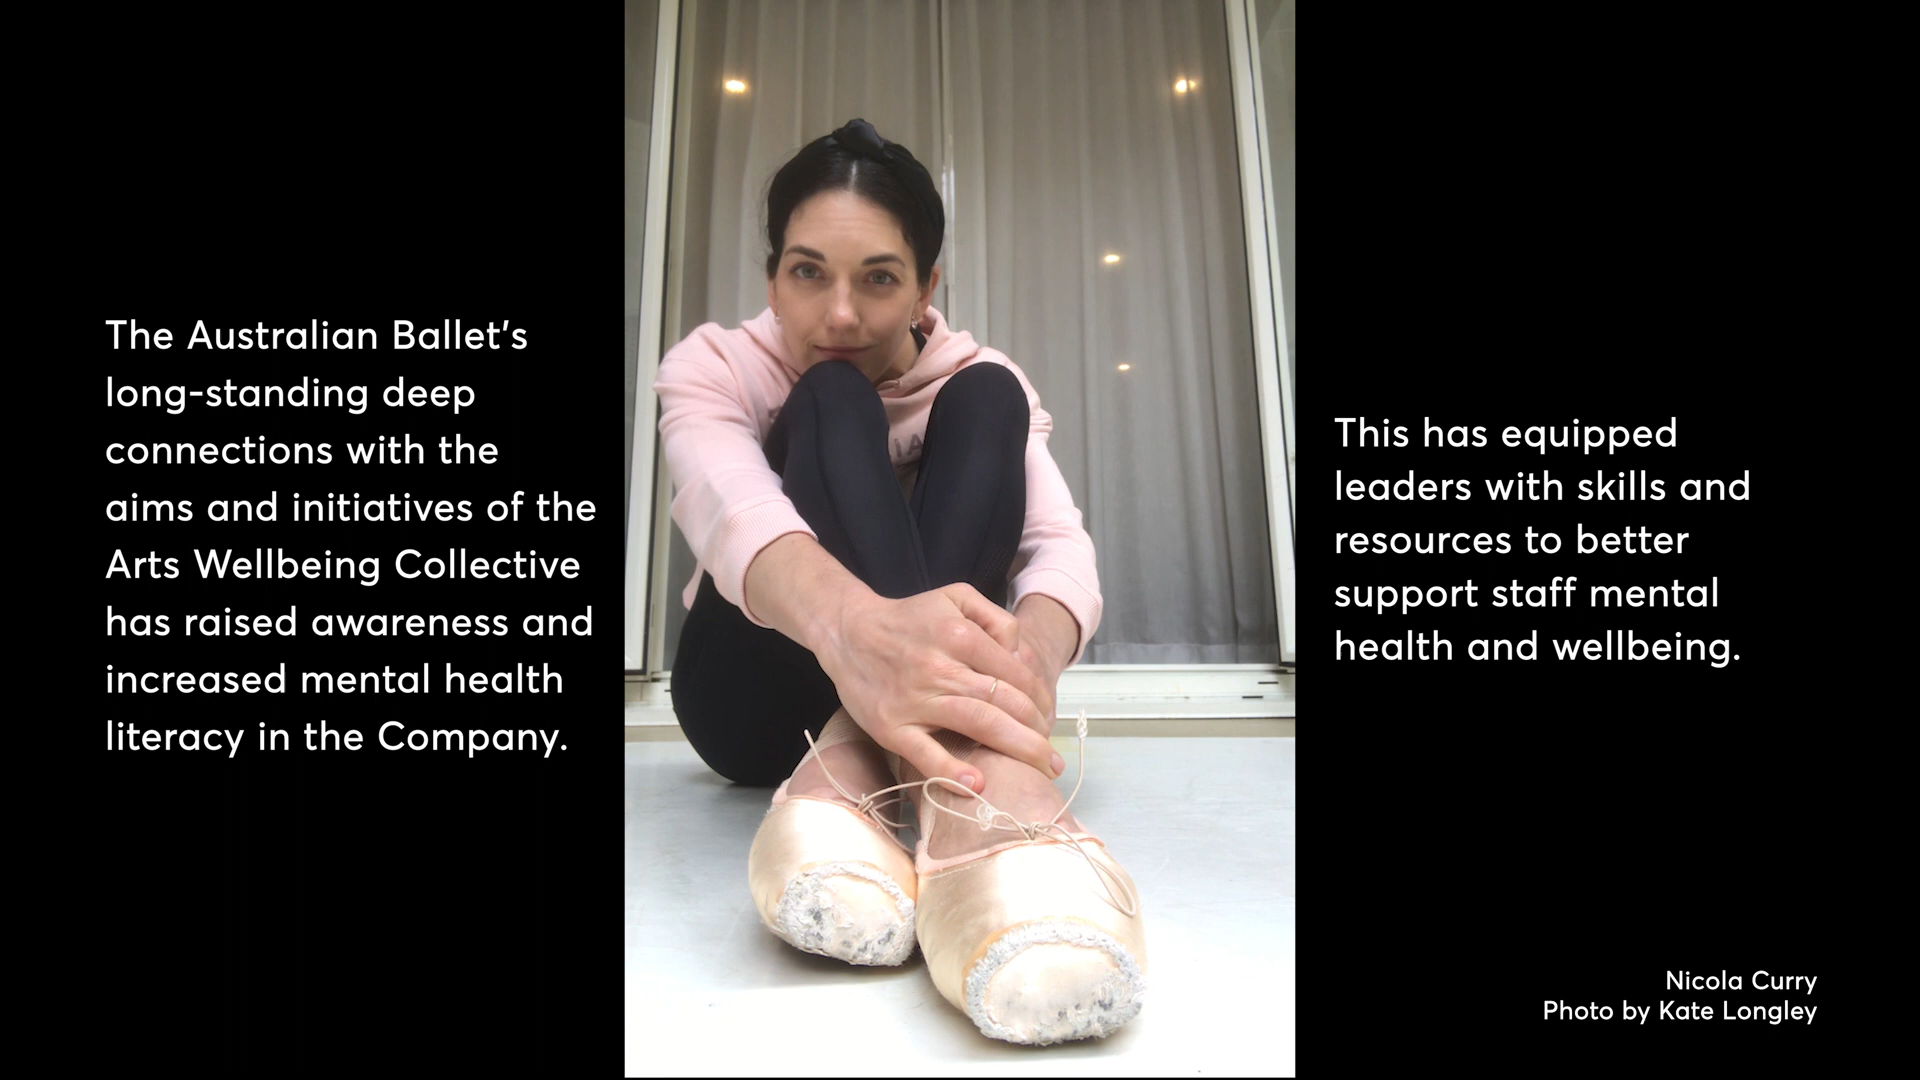 The Australian Ballet's
long-standing deep
connections with the
aims and initiatives of the
Arts Wellbeing Collective
has raised awareness and
increased mental health
literacy in the Company.
This has equipped
leaders with skills and
resources to better
support staff mental
health and wellbeing.
Nicola Curry
Photo by Kate Longley